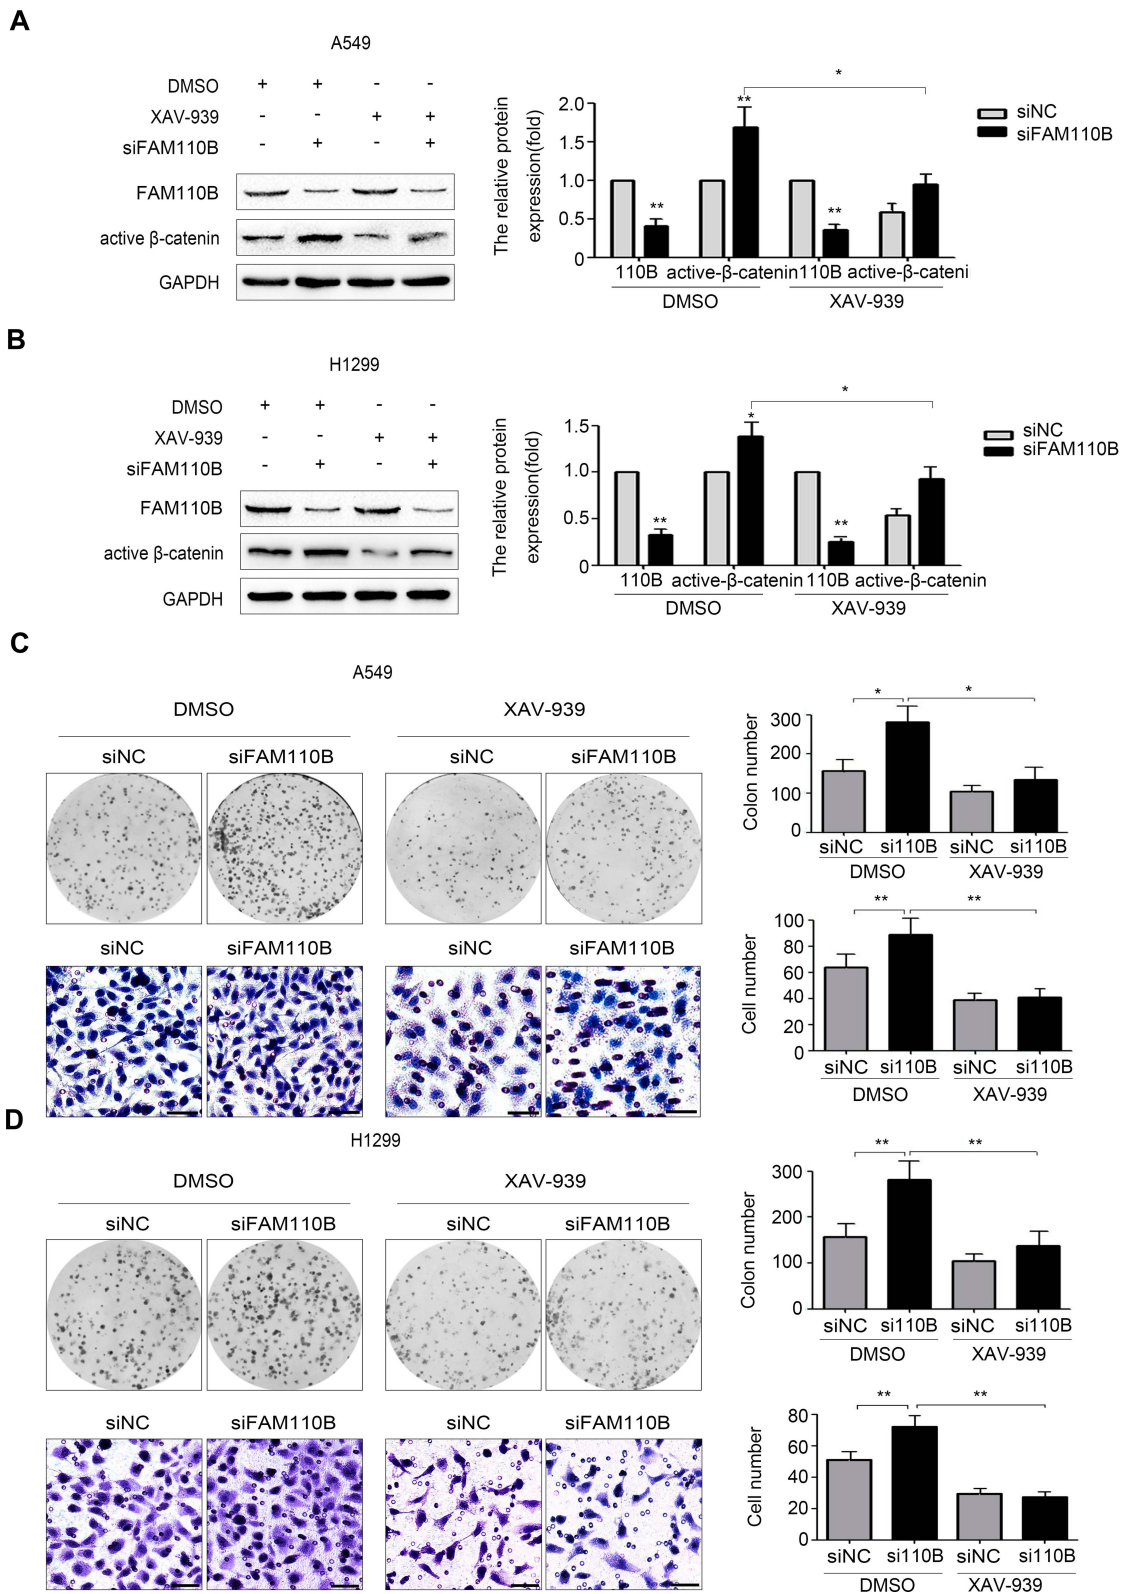 A
A549
DMSO + + - -
XAV-939 - - + +
siFAM110B - + - +
FAM110B
active β-catenin
GAPDH
The relative protein
expression(fold)
2.0
1.5
1.0
0.5
0
** ** ** *
siNC
siFAM110B
110B active-β-catenin110B active-β-cateni
DMSO XAV-939
B
H1299
DMSO + + - -
XAV-939 - - + +
siFAM110B - + - +
FAM110B
active β-catenin
GAPDH
The relative protein
expression(fold)
1.5
1.0
0.5
0
** * ** *
siNC
siFAM110B
110B active-β-catenin 110B active-β-catenin
DMSO XAV-939
C
A549
DMSO XAV-939
siNC siFAM110B siNC siFAM110B
Colon number
300
200
100
0
* *
siNC si110B siNC si110B
DMSO XAV-939
siNC siFAM110B siNC siFAM110B
Cell number
100
80
60
40
20
0
** **
siNC si110B siNC si110B
DMSO XAV-939
D
H1299
DMSO XAV-939
siNC siFAM110B siNC siFAM110B
Colon number
300
200
100
0
** **
siNC si110B siNC si110B
DMSO XAV-939
siNC siFAM110B siNC siFAM110B
Cell number
80
60
40
20
0
** **
siNC si110B siNC si110B
DMSO XAV-939